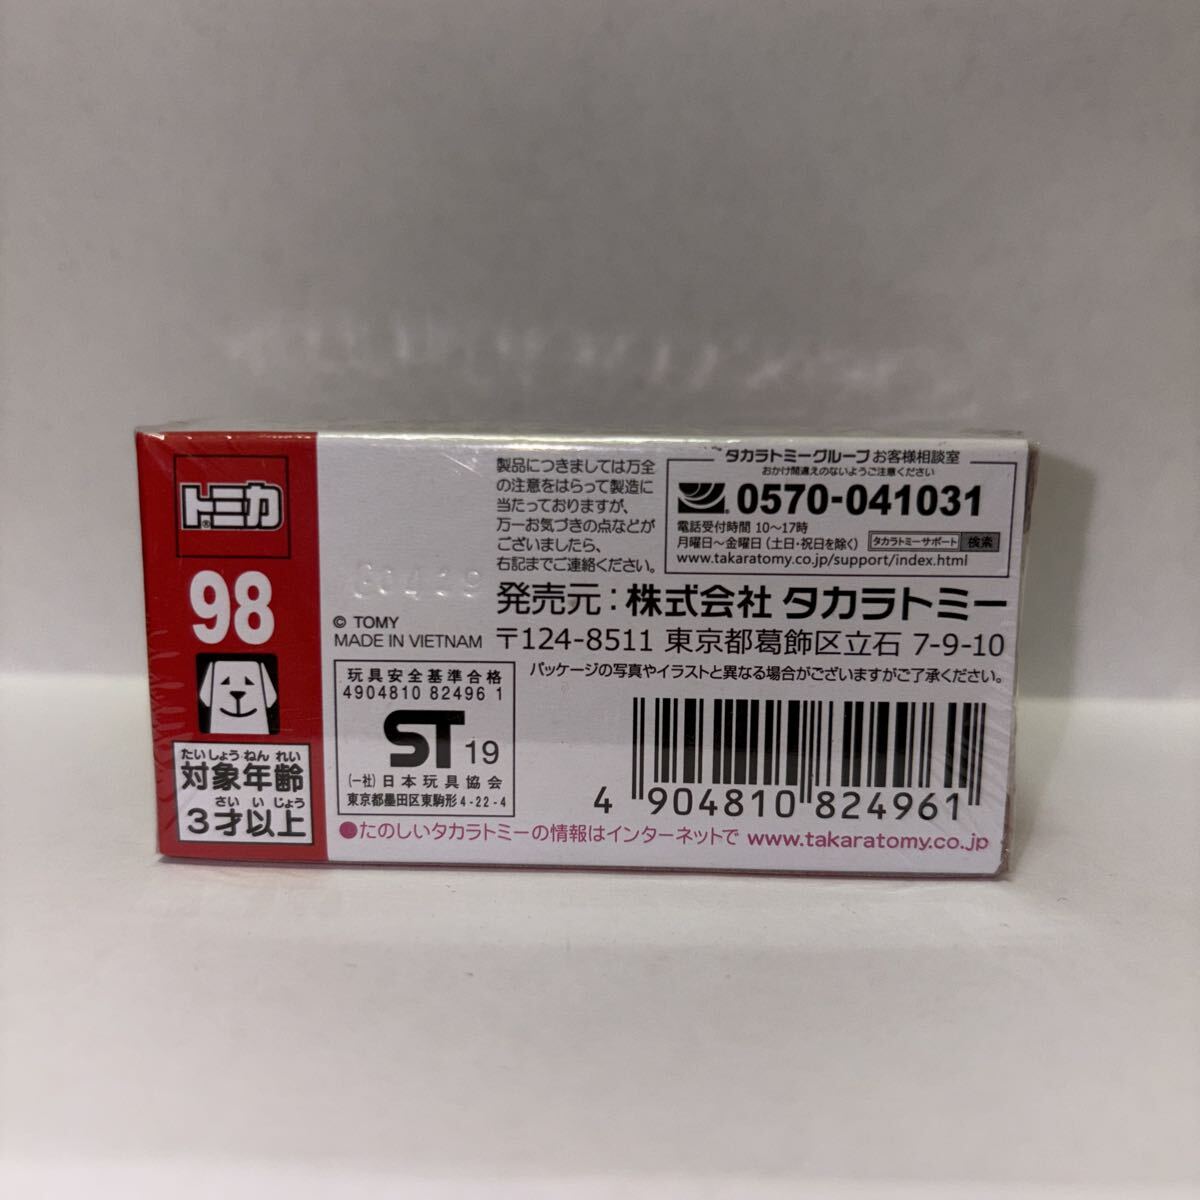 トミカ
98
たいしょうねんれい
対象年齢
さいいじょう
3才以上
© TOMY
MADE IN VIETNAM
玩具安全基準合格
4904810 82496 1
ST 19
(一社)日本玩具協会
東京都墨田区東駒形4-22-4
製品につきましては万全
の注意をはらって製造に
当たっておりますが、
万一お気づきの点などが
ございましたら、
右記までご連絡ください。
タカラトミーグループ お客様相談室
おかけ間違えのないようご注意ください
0570-041031
電話受付時間 10〜17時
月曜日〜金曜日(土日・祝日を除く) タカラトミーサポート 検索
www.takaratomy.co.jp/support/index.html
発売元:株式会社 タカラトミー
〒124-8511 東京都葛飾区立石 7-9-10
パッケージの写真やイラストと異なる場合がございますがご了承ください。
4 904810 824961
●たのしいタカラトミーの情報はインターネットで www.takaratomy.co.jp